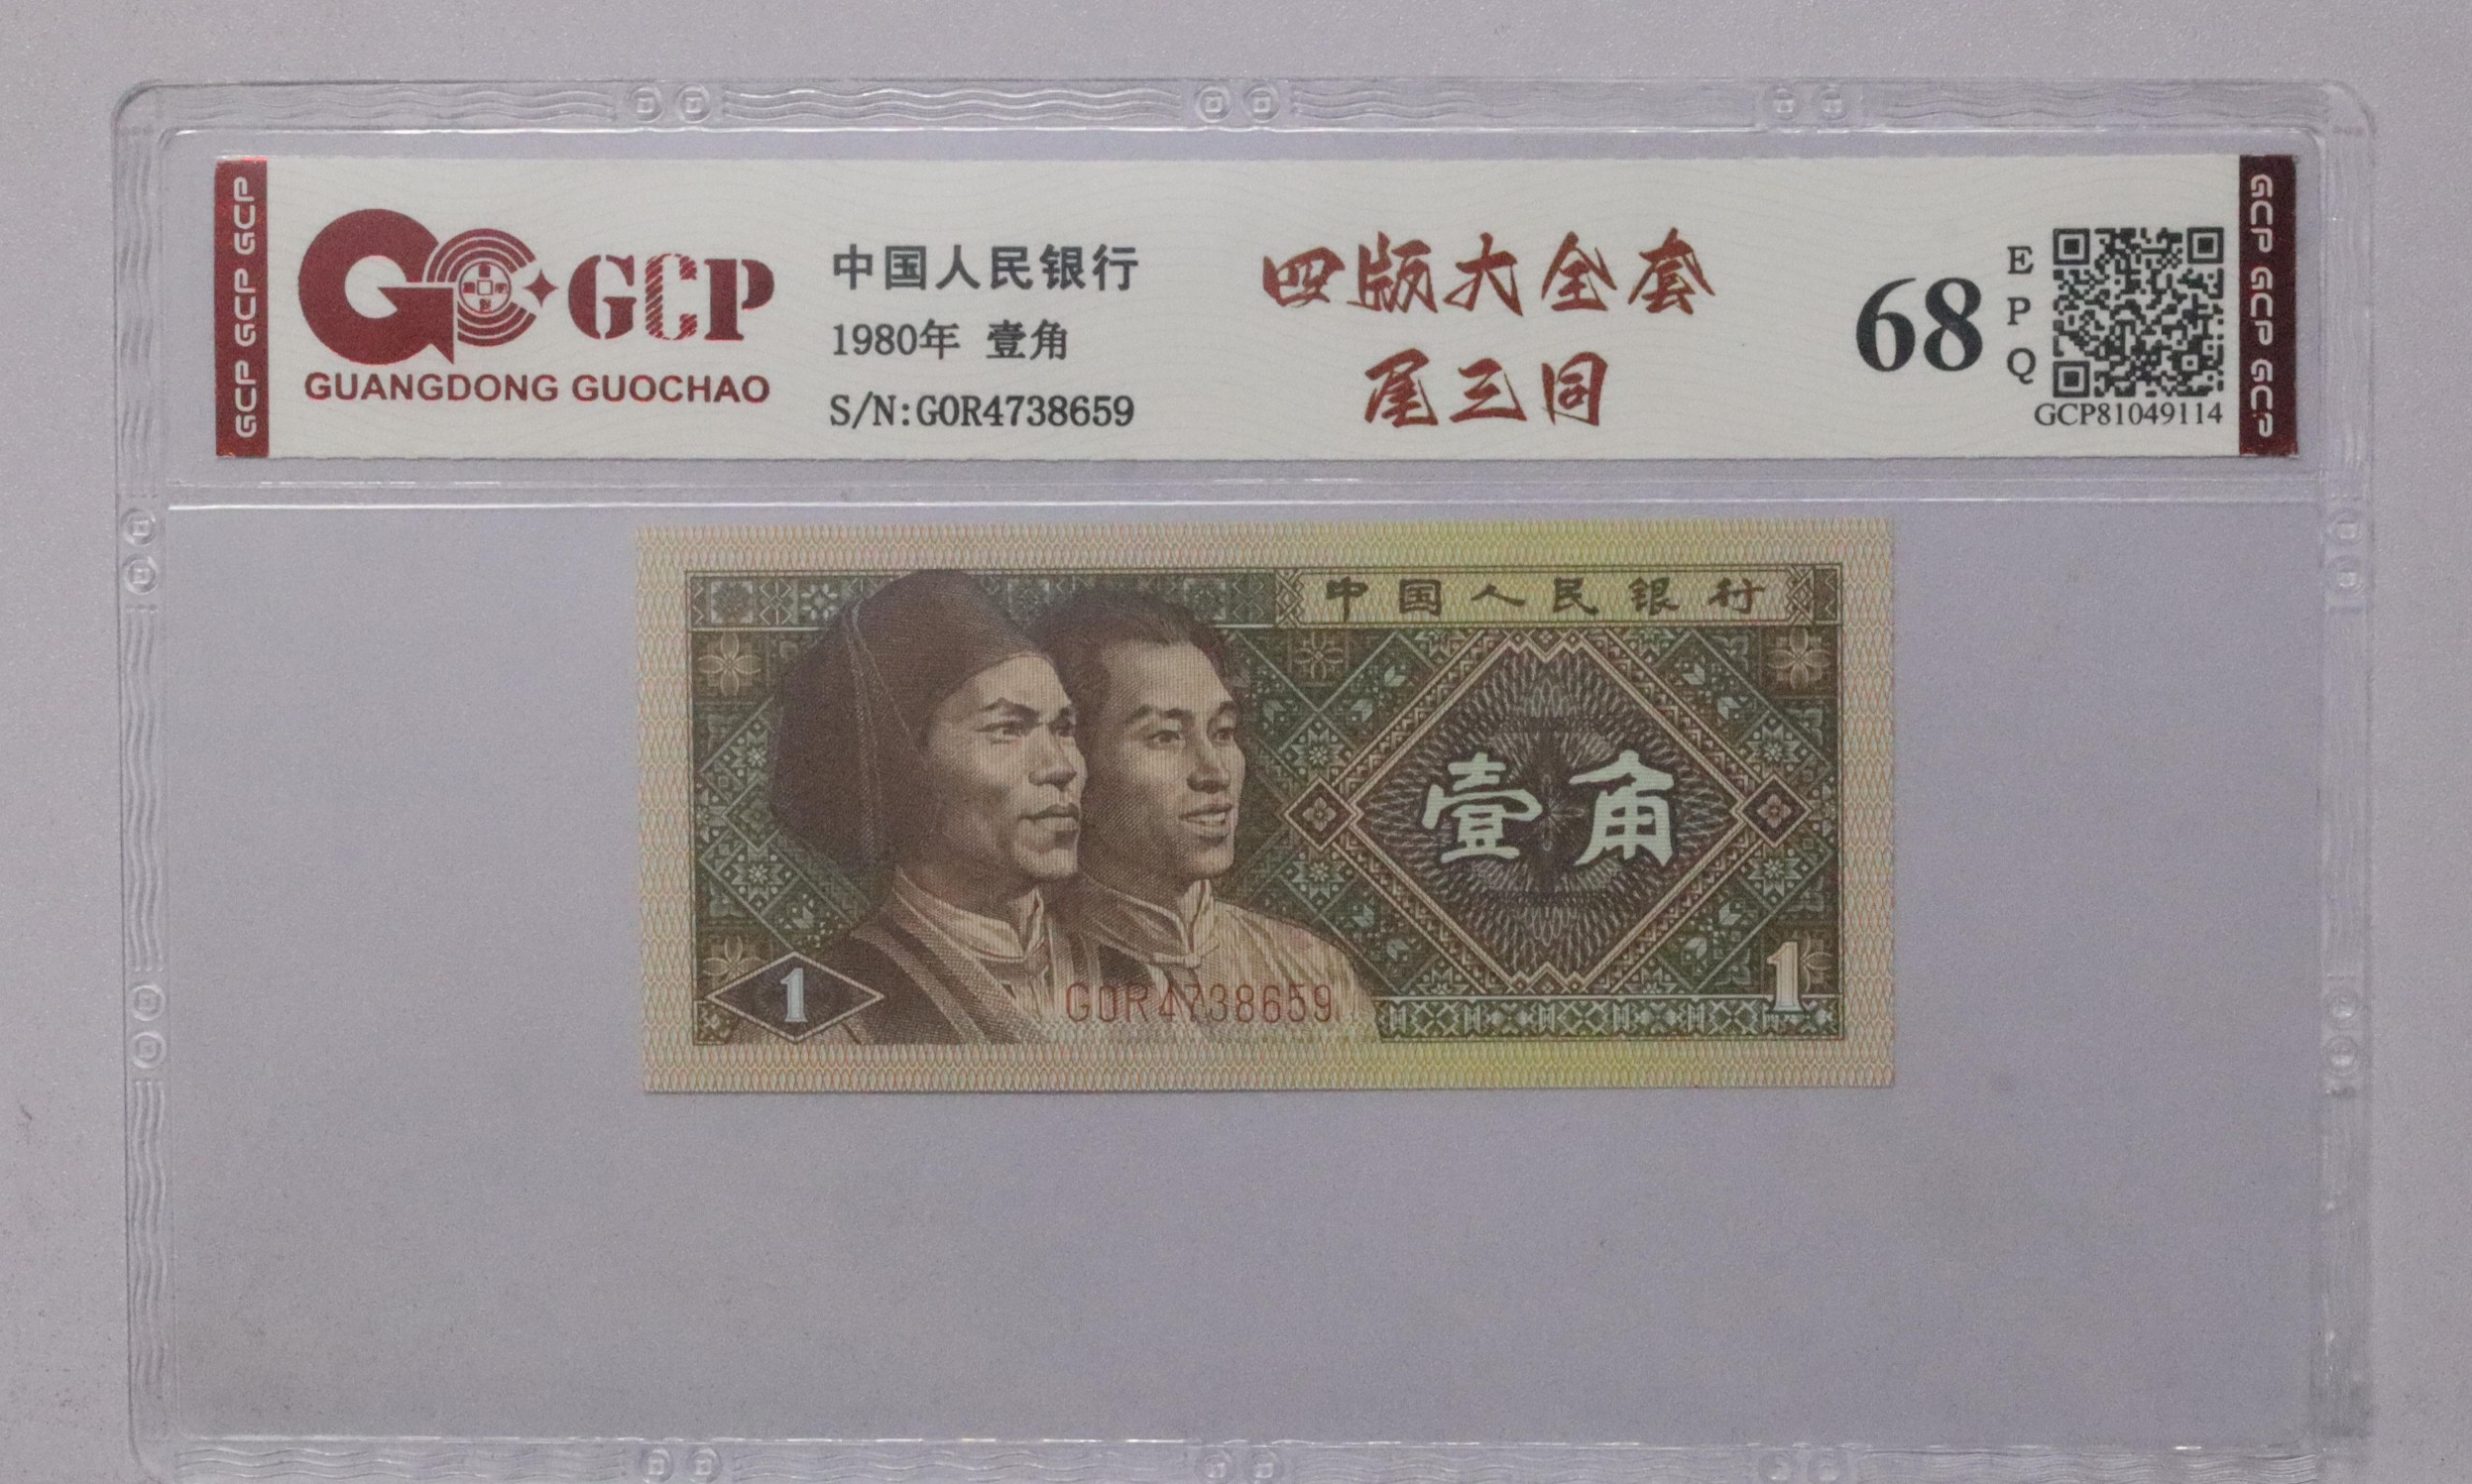 GCP GCP GCP
GCP
GUANGDONG GUOCHAO
中国人民银行
1980年 壹角
S/N:G0R4738659
四版大全套
尾三同
68
EPQ
GCP81049114
GCP GCP GCP
中国人民银行
壹角
1
G0R4738659
1